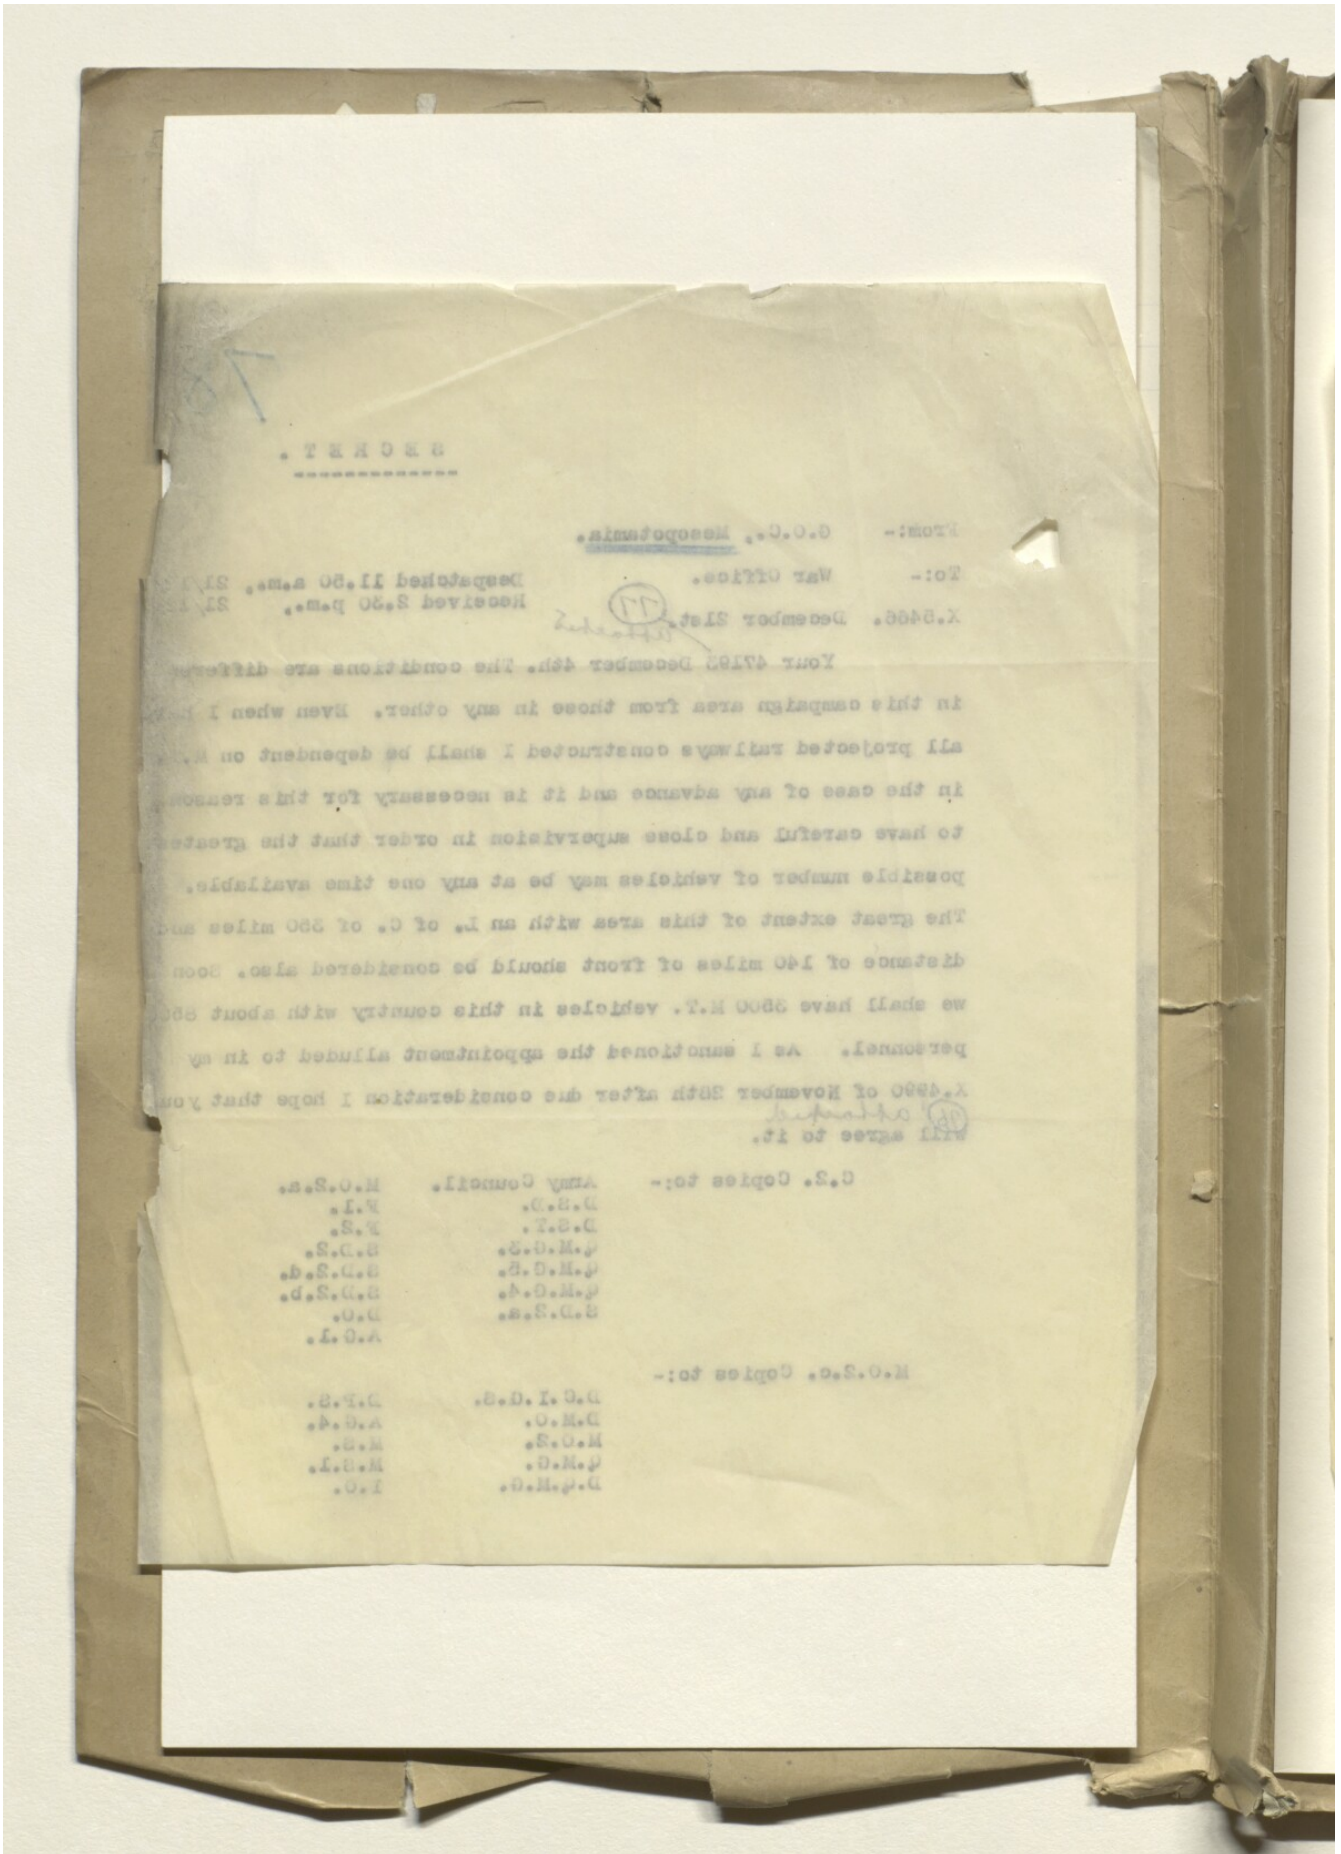 78
SECRET.
From:- G.O.C., Mesopotamia.
To:- War Office. Despatched 11.50 a.m., 21/
Received 2.30 p.m., 21/
X.5466. December 21st. 77
attached
Your 47193 December 4th. The conditions are
in this campaign area from those in any other. Even when I
all projected railways constructed I shall be dependent on
in the case of any advance and it is necessary for this reason
to have careful and close supervision in order that the
possible number of vehicles may be at any one time available.
The great extent of this area with an L. of C. of 350 miles and
distance of 140 miles of front should be considered also. Soon
we shall have 3500 M.T. vehicles in this country with about
personnel. As I sanctioned the appointment alluded to in my
X.4990 of November 28th after due consideration I hope that you
attached
will agree to it.
C.2. Copies to:- Army Council. M.O.2.a.
D.S.D. F.1.
D.S.T. F.2.
Q.M.G.3. S.D.2.
Q.M.G.5. S.D.2.d.
Q.M.G.4. S.D.2.b.
S.D.2.a. D.O.
A.G.1.
M.O.2.c. Copies to:-
D.C.I.G.S. D.P.S.
D.M.O. A.G.4.
M.O.2. M.S.
Q.M.G. M.S.1.
D.Q.M.G. I.O.